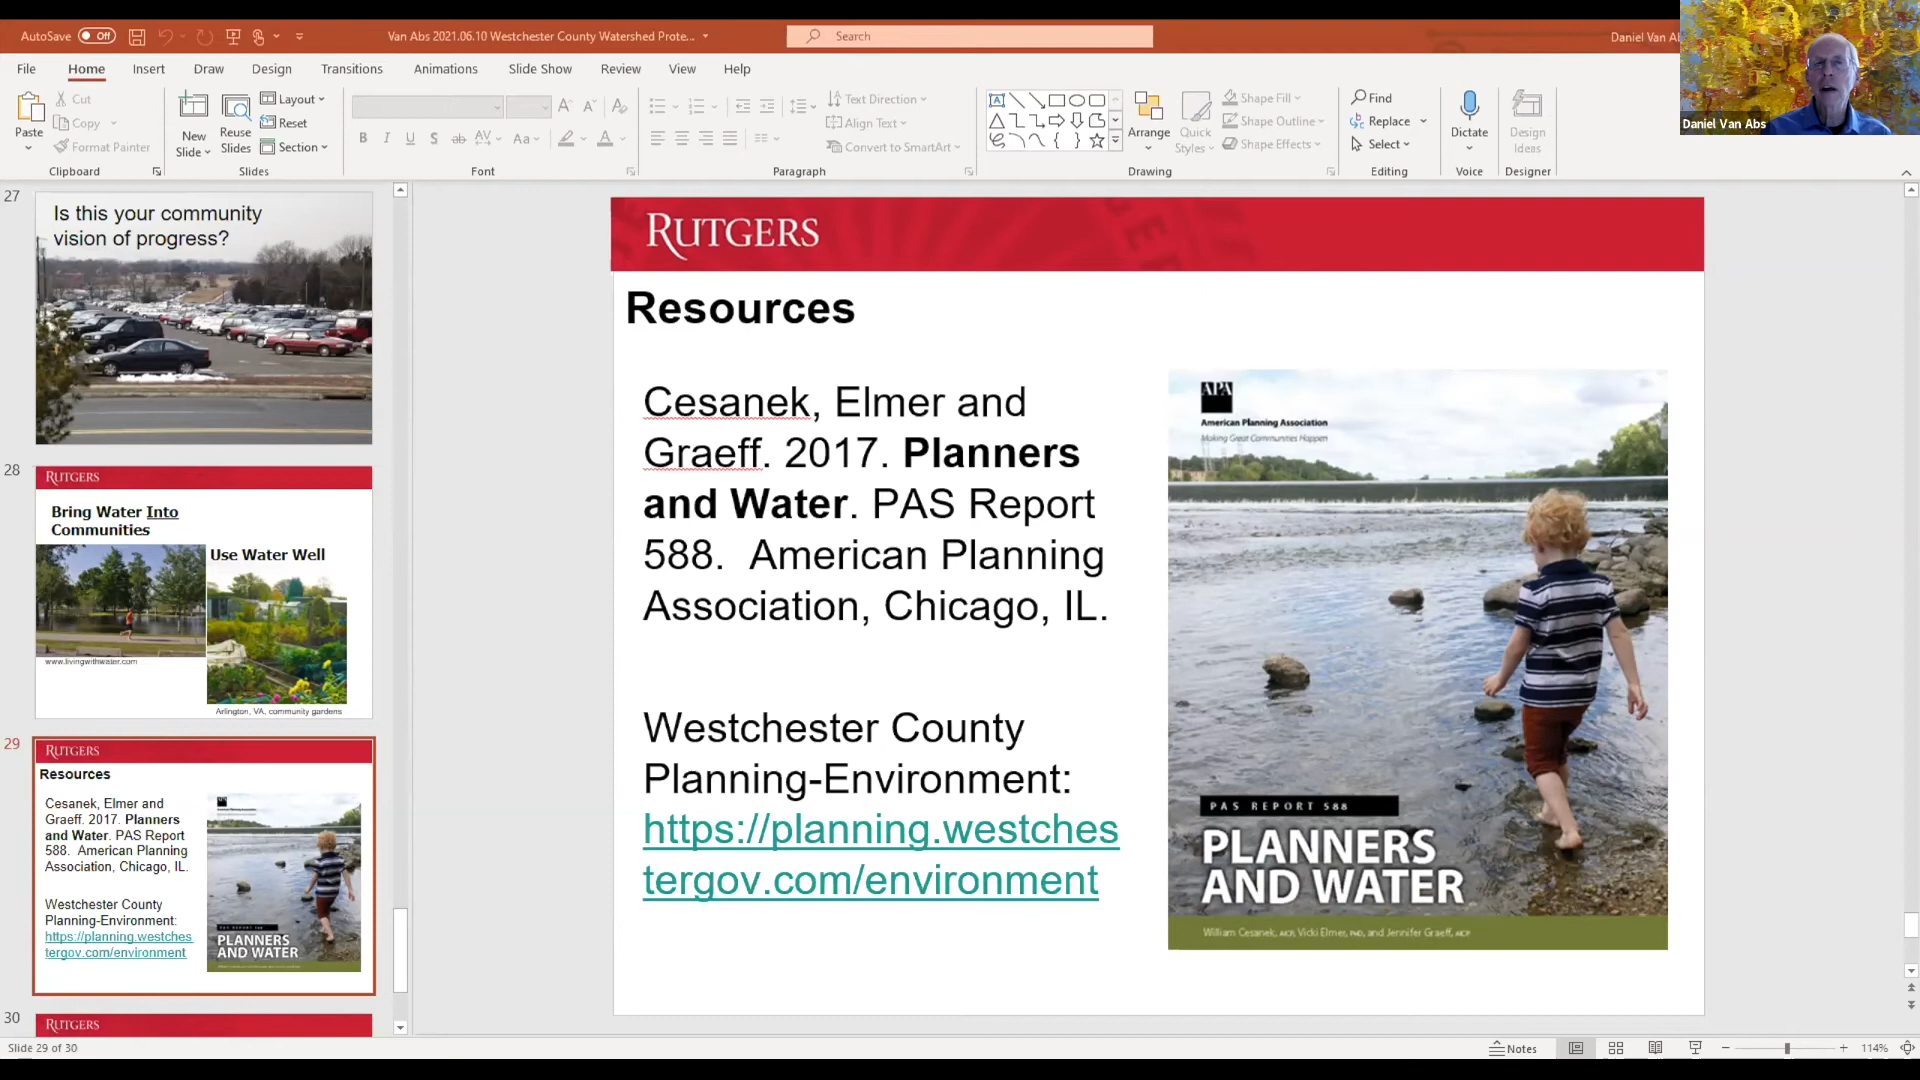 AutoSave Off
Van Abs 2021.06.10 Westchester County Watershed Prote...
Search
Daniel Van A
Daniel Van Abs
File Home Insert Draw Design Transitions Animations Slide Show Review View Help
Cut
Copy
Format Painter
Paste
Clipboard
New Slide
Reuse Slides
Layout
Reset
Section
Slides
B I U S ab AV Aa A
Font
Text Direction
Align Text
Convert to SmartArt
Paragraph
Arrange
Quick Styles
Shape Fill
Shape Outline
Shape Effects
Drawing
Find
Replace
Select
Editing
Dictate
Voice
Design Ideas
Designer
27
Is this your community
vision of progress?
28
RUTGERS
Bring Water Into
Communities
Use Water Well
www.livingwithwater.com
Arlington, VA, community gardens
29
RUTGERS
Resources
Cesanek, Elmer and
Graeff. 2017. Planners
and Water. PAS Report
588. American Planning
Association, Chicago, IL.
Westchester County
Planning-Environment:
https://planning.westches
tergov.com/environment
PLANNERS
AND WATER
30
RUTGERS
RUTGERS
Resources
Cesanek, Elmer and
Graeff. 2017. Planners
and Water. PAS Report
588. American Planning
Association, Chicago, IL.
Westchester County
Planning-Environment:
https://planning.westches
tergov.com/environment
APA
American Planning Association
Making Great Communities Happen
PAS REPORT 588
PLANNERS
AND WATER
William Cesanek, AICP, Vicki Elmer, PhD, and Jennifer Graeff, AICP
Slide 29 of 30
Notes
114%